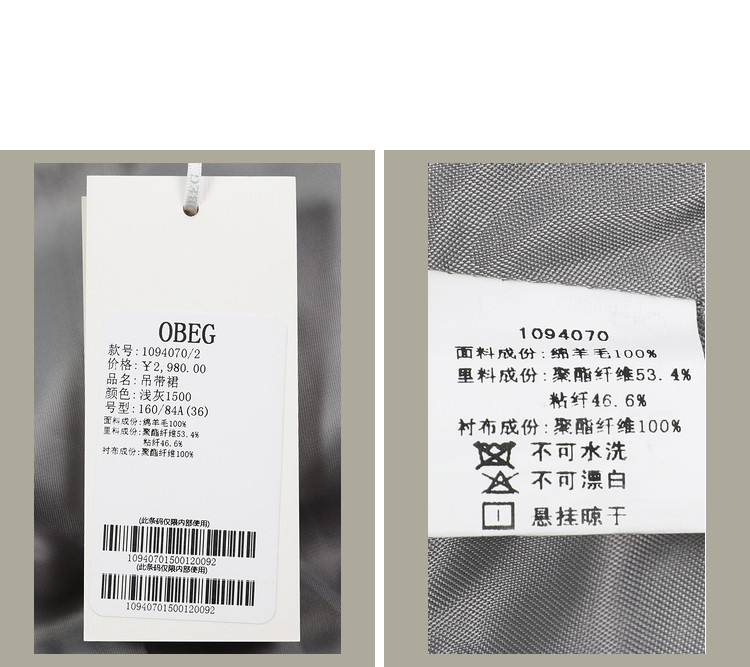 OBEG
款号:1094070/2
价格:￥2,980.00
品名:吊带裙
颜色:浅灰1500
号型:160/84A(36)
面料成份:绵羊毛100%
里料成份:聚酯纤维53.4%
粘纤46.6%
衬布成份:聚酯纤维100%
(此条码仅限内部使用)
10940701500120092
(此条码仅限内部使用)
10940701500120092
1094070
面料成份:绵羊毛100%
里料成份:聚酯纤维53.4%
粘纤46.6%
衬布成份:聚酯纤维100%
不可水洗
不可漂白
悬挂晾干